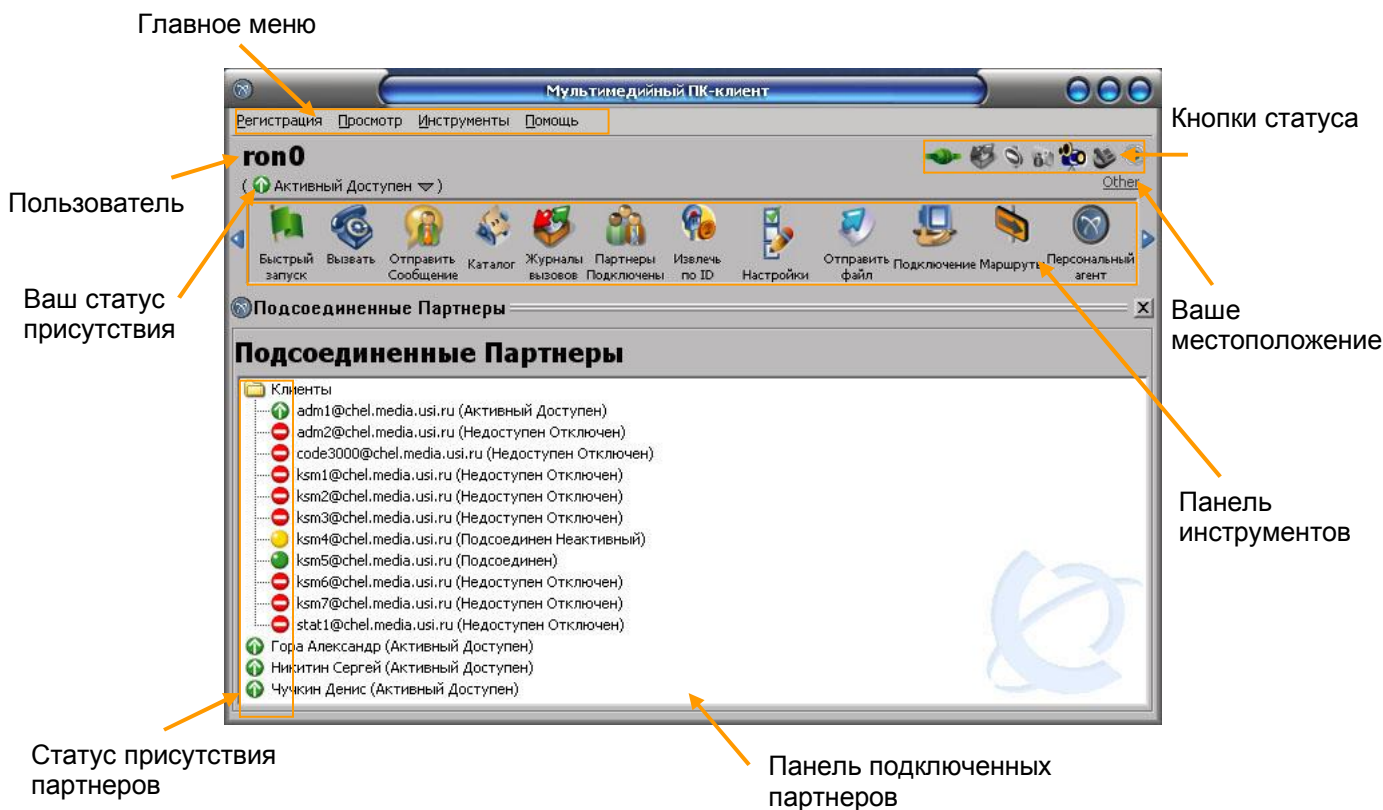 Главное меню
Мультимедийный ПК-клиент
Регистрация Просмотр Инструменты Помощь
Кнопки статуса
ron0
Пользователь
( Активный Доступен )
Other
Быстрый запуск
Вызвать
Отправить Сообщение
Каталог
Журналы вызовов
Партнеры Подключены
Извлечь по ID
Настройки
Отправить файл
Подключение
Маршруты
Персональный агент
Ваш статус
присутствия
Ваше
местоположение
Подсоединенные Партнеры
Подсоединенные Партнеры
Клиенты
adm1@chel.media.usi.ru (Активный Доступен)
adm2@chel.media.usi.ru (Недоступен Отключен)
code3000@chel.media.usi.ru (Недоступен Отключен)
ksm1@chel.media.usi.ru (Недоступен Отключен)
ksm2@chel.media.usi.ru (Недоступен Отключен)
ksm3@chel.media.usi.ru (Недоступен Отключен)
ksm4@chel.media.usi.ru (Подсоединен Неактивный)
ksm5@chel.media.usi.ru (Подсоединен)
ksm6@chel.media.usi.ru (Недоступен Отключен)
ksm7@chel.media.usi.ru (Недоступен Отключен)
stat1@chel.media.usi.ru (Недоступен Отключен)
Гора Александр (Активный Доступен)
Никитин Сергей (Активный Доступен)
Чучкин Денис (Активный Доступен)
Панель
инструментов
Статус присутствия
партнеров
Панель подключенных
партнеров